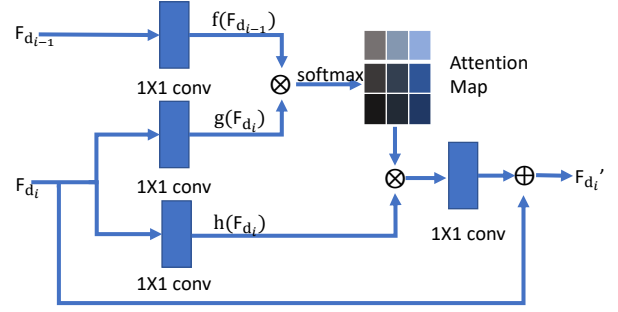 F_{d_{i-1}}
f(F_{d_{i-1}})
1X1 conv
softmax
Attention
Map
g(F_{d_i})
1X1 conv
F_{d_i}
h(F_{d_i})
1X1 conv
1X1 conv
F_{d_i}'